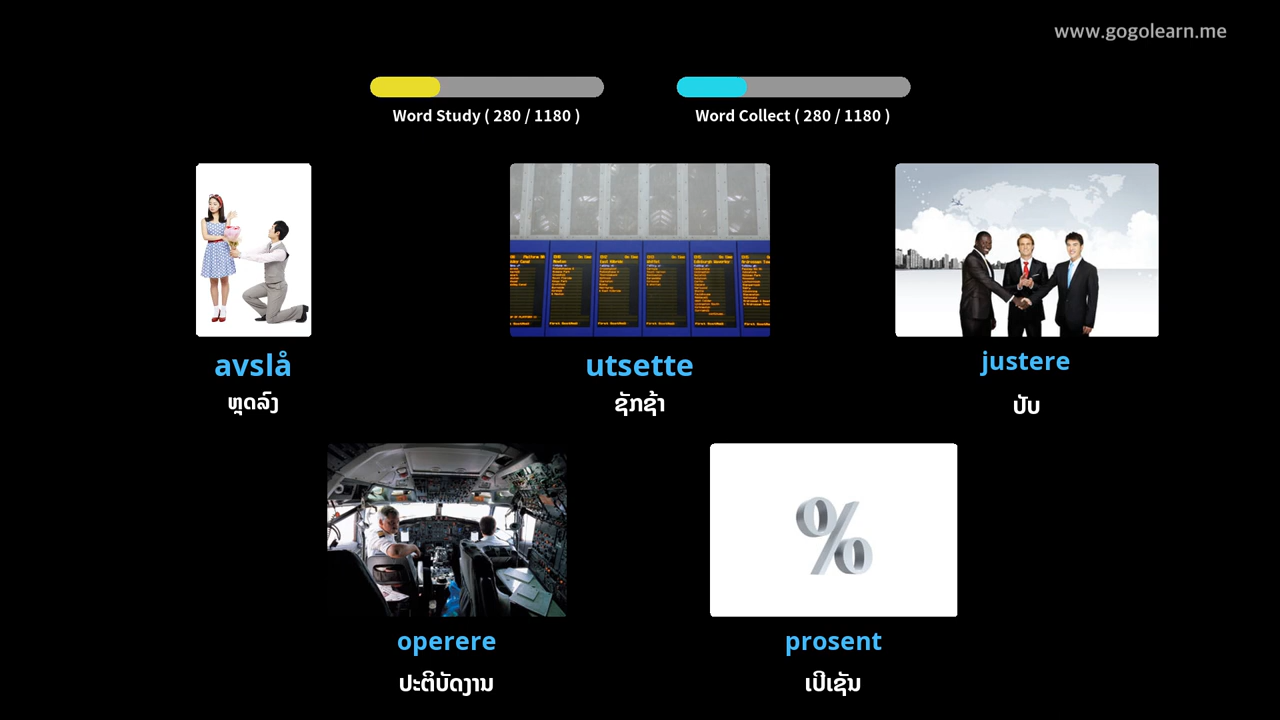 www.gogolearn.me
Word Study ( 280 / 1180 )
Word Collect ( 280 / 1180 )
avslå
ຫຼຸດລົງ
utsette
ຊັກຊ້າ
justere
ປັບ
operere
ປະຕິບັດງານ
prosent
ເປີເຊັນ